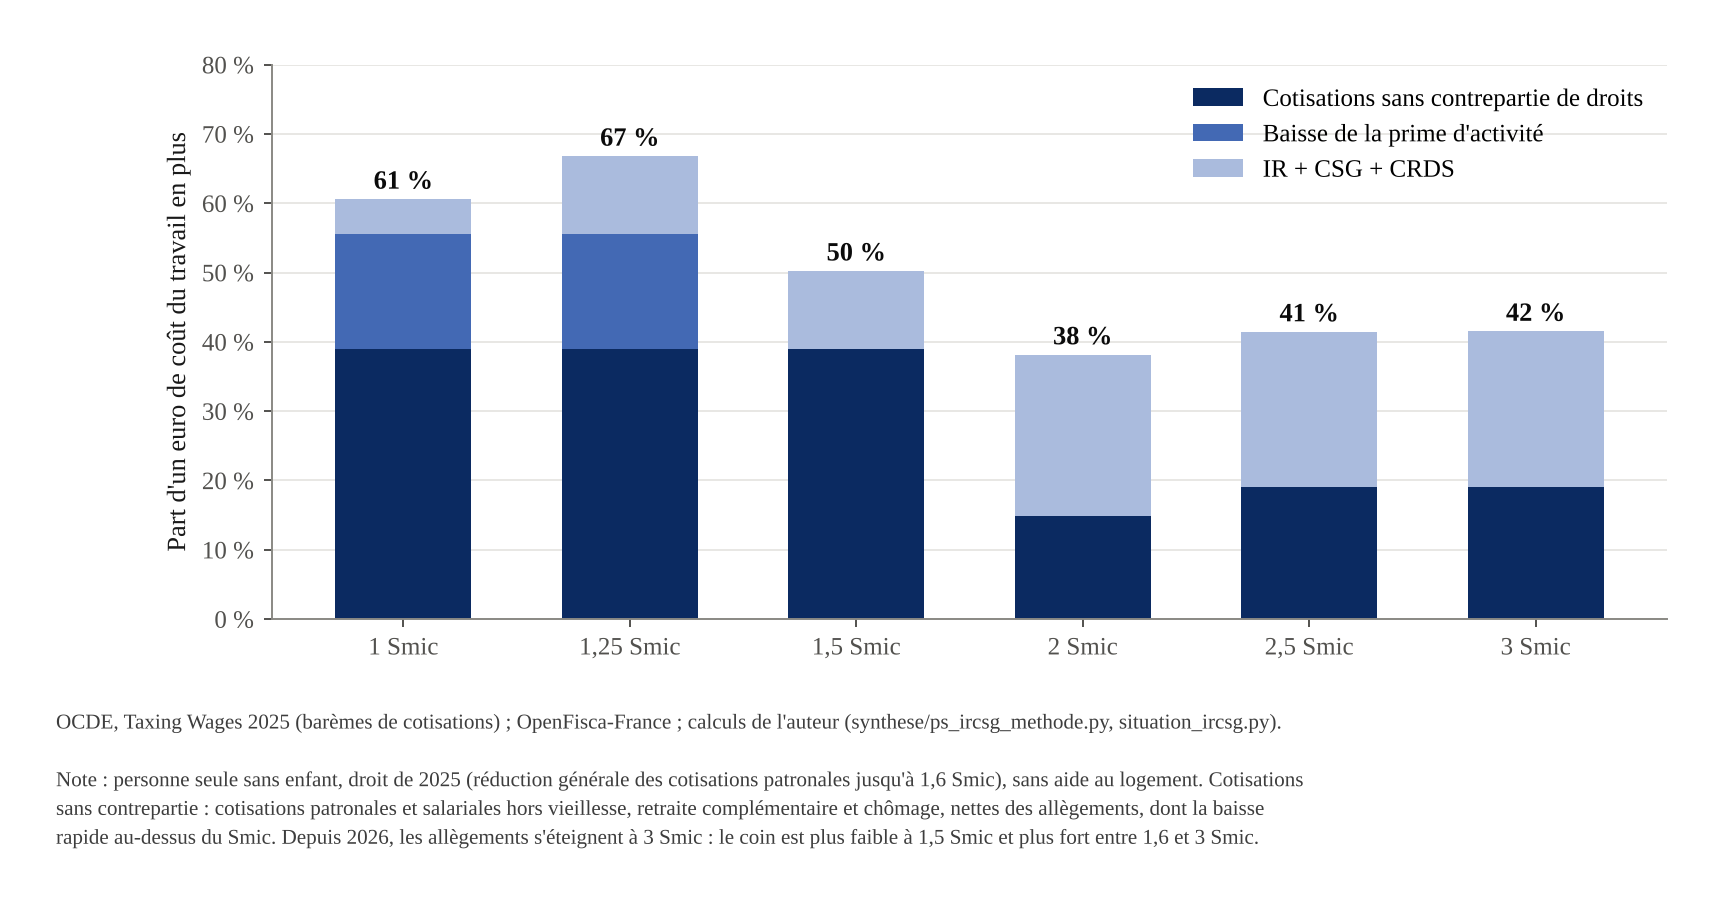 80 %
70 %
60 %
50 %
40 %
30 %
20 %
10 %
0 %
Part d'un euro de coût du travail en plus
Cotisations sans contrepartie de droits
Baisse de la prime d'activité
IR + CSG + CRDS
61 %
67 %
50 %
38 %
41 %
42 %
1 Smic
1,25 Smic
1,5 Smic
2 Smic
2,5 Smic
3 Smic
OCDE, Taxing Wages 2025 (barèmes de cotisations) ; OpenFisca-France ; calculs de l'auteur (synthese/ps_ircsg_methode.py, situation_ircsg.py).
Note : personne seule sans enfant, droit de 2025 (réduction générale des cotisations patronales jusqu'à 1,6 Smic), sans aide au logement. Cotisations
sans contrepartie : cotisations patronales et salariales hors vieillesse, retraite complémentaire et chômage, nettes des allègements, dont la baisse
rapide au-dessus du Smic. Depuis 2026, les allègements s'éteignent à 3 Smic : le coin est plus faible à 1,5 Smic et plus fort entre 1,6 et 3 Smic.